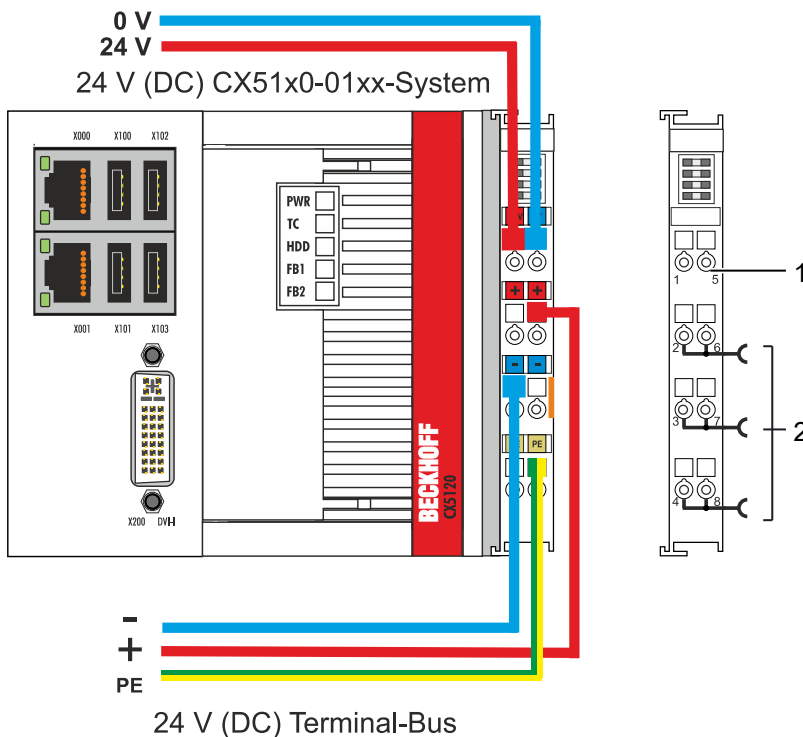 0 V
24 V
24 V (DC) CX51x0-01xx-System
X000 X100 X102
PWR
TC
HDD
FB1
FB2
X001 X101 X103
X200 DVI-I
BECKHOFF
CX5120
+ +
- -
PE
1 5
1
2 6
3 7
2
4 8
-
+
PE
24 V (DC) Terminal-Bus